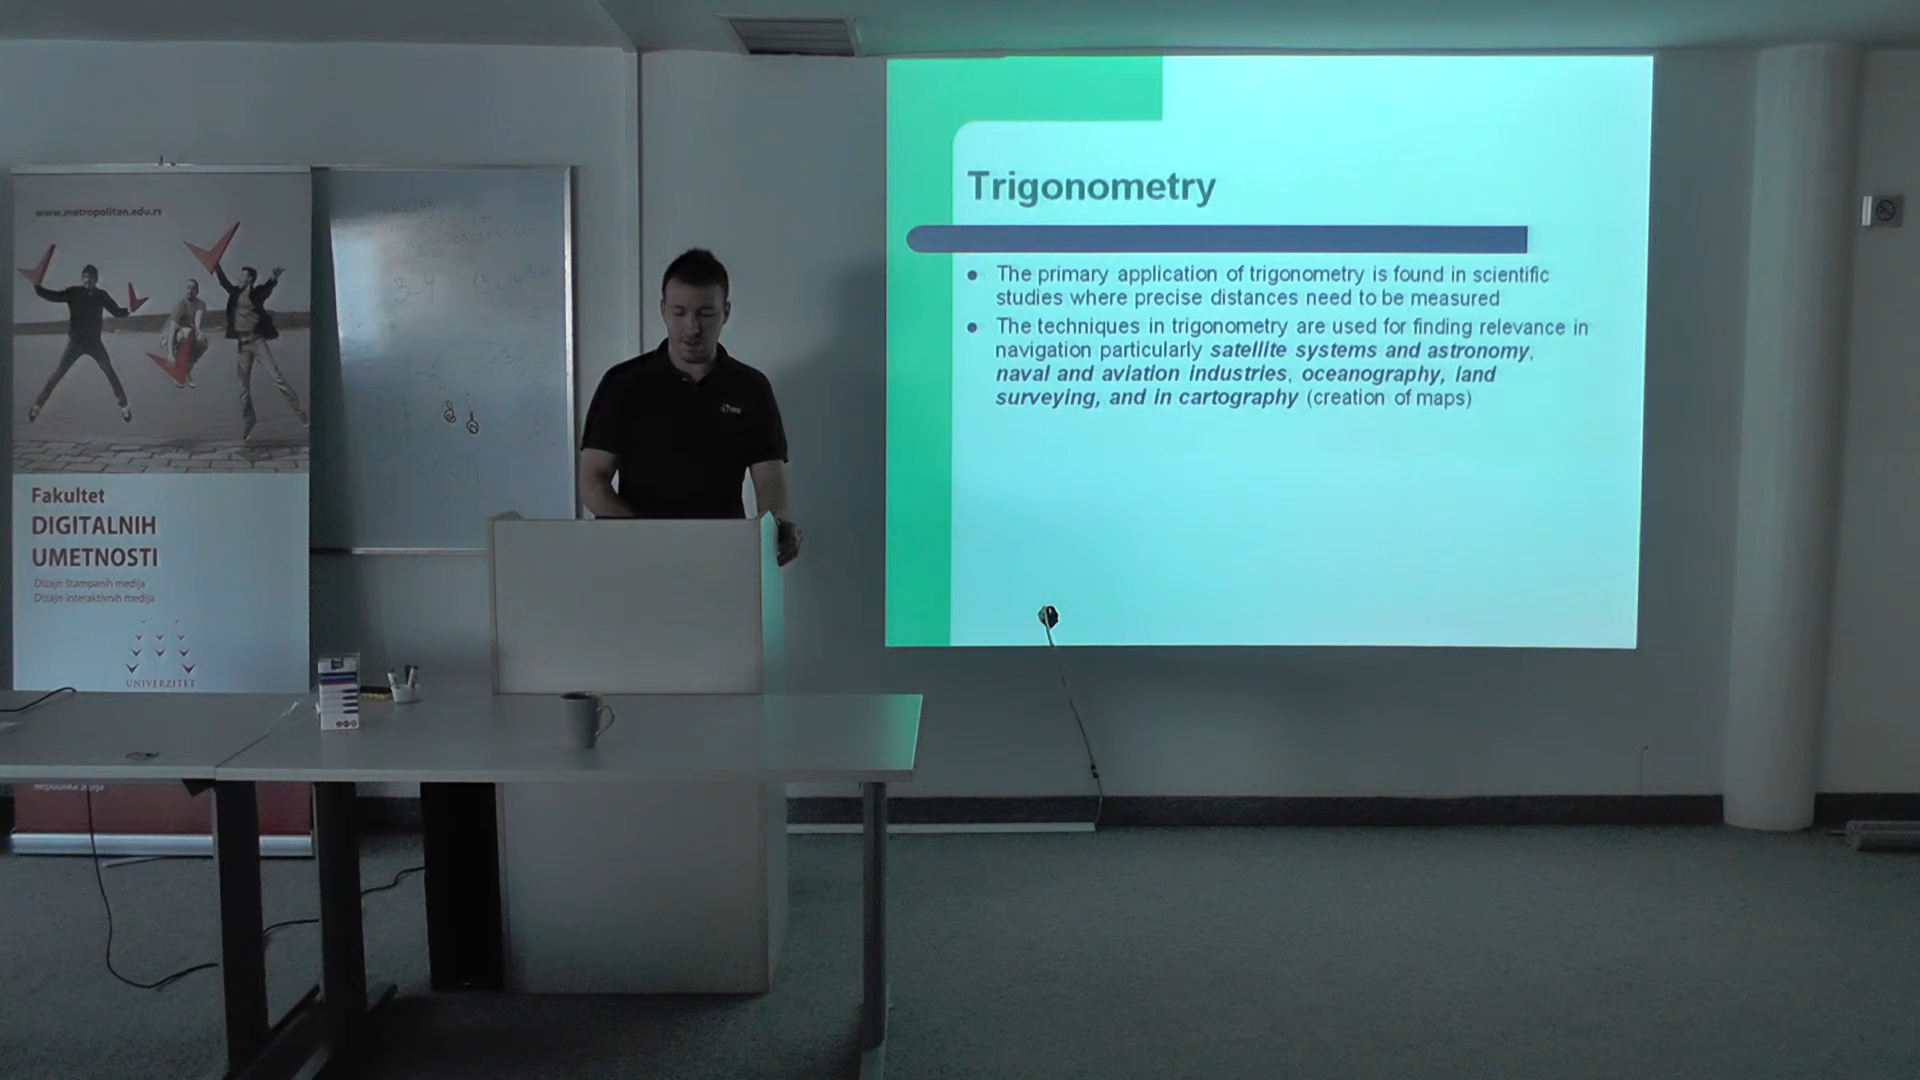 www.metropolitan.edu.rs
Fakultet
DIGITALNIH
UMETNOSTI
Dizajn štampanih medija
Dizajn interaktivnih medija
UNIVERZITET
Trigonometry
The primary application of trigonometry is found in scientific
studies where precise distances need to be measured
The techniques in trigonometry are used for finding relevance in
navigation particularly satellite systems and astronomy,
naval and aviation industries, oceanography, land
surveying, and in cartography (creation of maps)